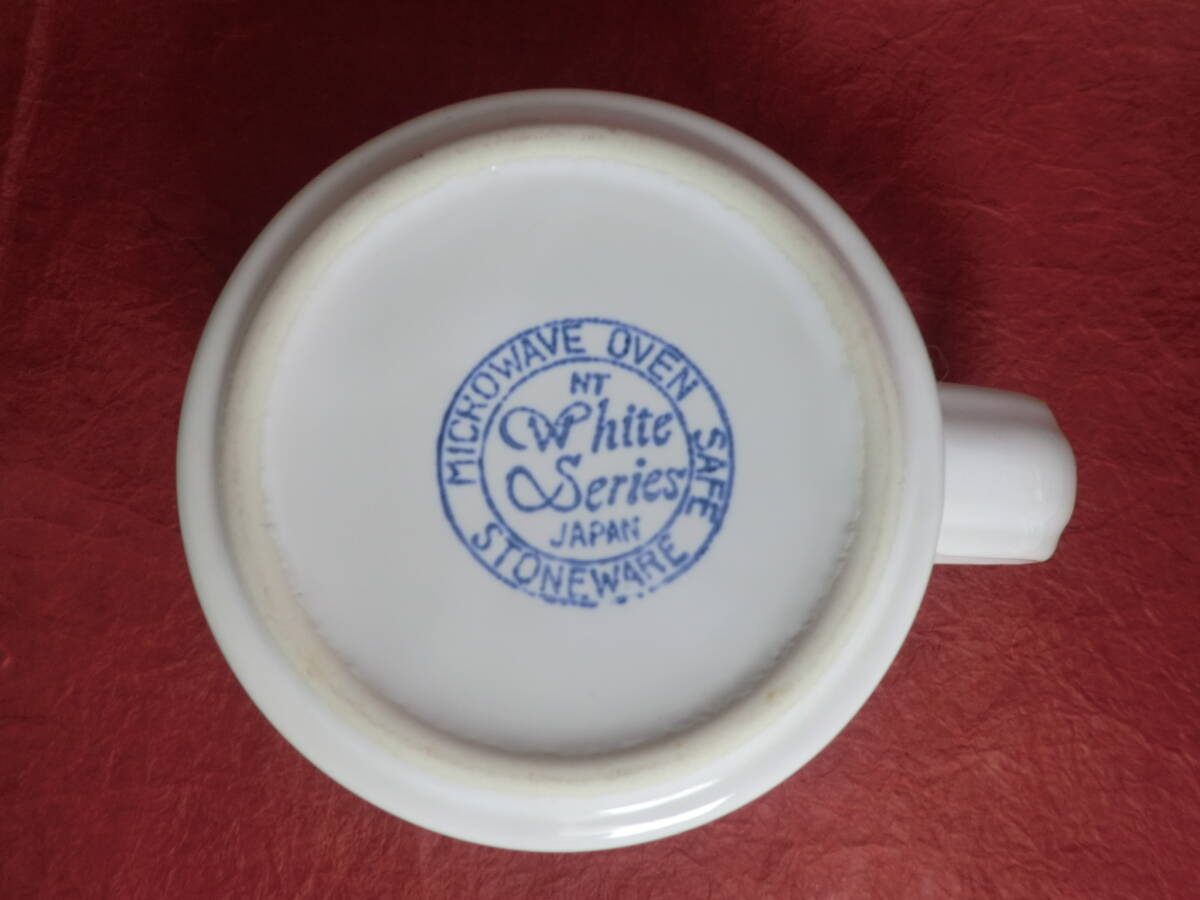 MICROWAVE OVEN SAFE
NT
White
Series
JAPAN
STONEWARE